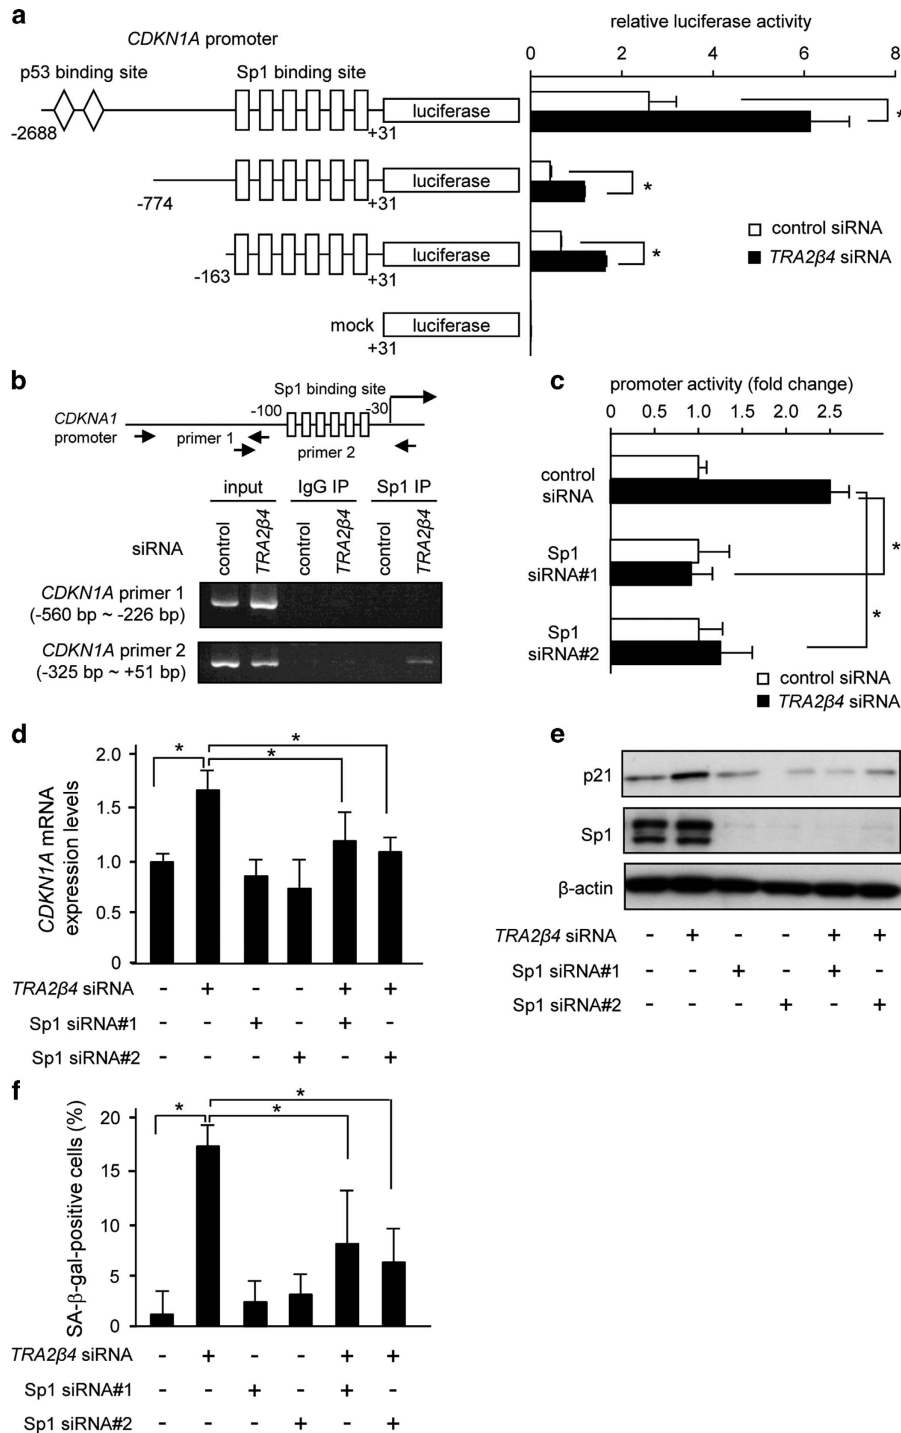 a
relative luciferase activity
CDKN1A promoter
0 2 4 6 8
p53 binding site Sp1 binding site
-2688 +31 luciferase *
-774 +31 luciferase *
control siRNA
TRA2β4 siRNA
-163 +31 luciferase *
mock luciferase
+31
b
Sp1 binding site
-100 -30
CDKNA1
promoter
primer 1
primer 2
input IgG IP Sp1 IP
siRNA control TRA2β4 control TRA2β4 control TRA2β4
CDKN1A primer 1
(-560 bp ~ -226 bp)
CDKN1A primer 2
(-325 bp ~ +51 bp)
c
promoter activity (fold change)
0 0.5 1.0 1.5 2.0 2.5
control
siRNA
Sp1
siRNA#1
*
Sp1
siRNA#2
*
control siRNA
TRA2β4 siRNA
d
CDKN1A mRNA
expression levels
2.0
1.5
1.0
0.5
0
* * *
TRA2β4 siRNA - + - - + +
Sp1 siRNA#1 - - + - + -
Sp1 siRNA#2 - - - + - +
e
p21
Sp1
β-actin
TRA2β4 siRNA - + - - + +
Sp1 siRNA#1 - - + - + -
Sp1 siRNA#2 - - - + - +
f
SA-β-gal-positive cells (%)
20
15
10
5
0
* * *
TRA2β4 siRNA - + - - + +
Sp1 siRNA#1 - - + - + -
Sp1 siRNA#2 - - - + - +